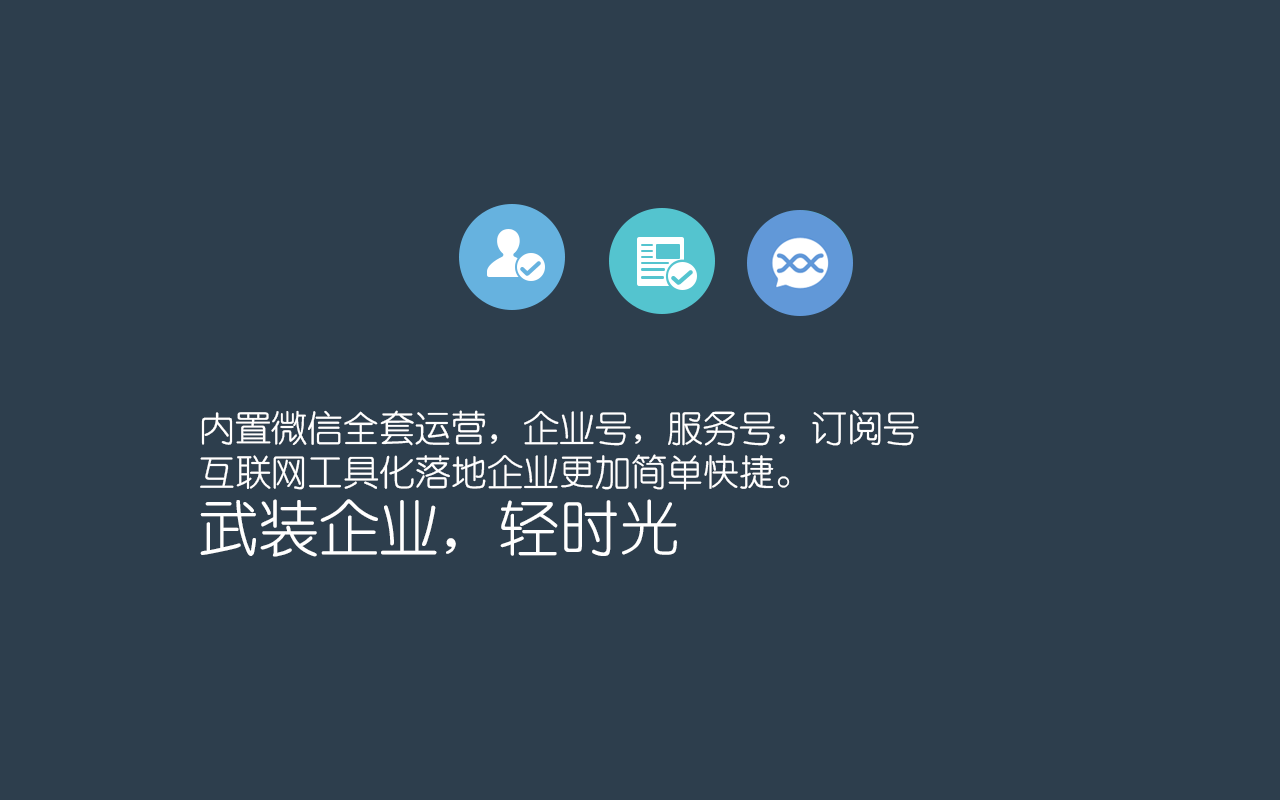 内置微信全套运营，企业号，服务号，订阅号
互联网工具化落地企业更加简单快捷。
武装企业，轻时光